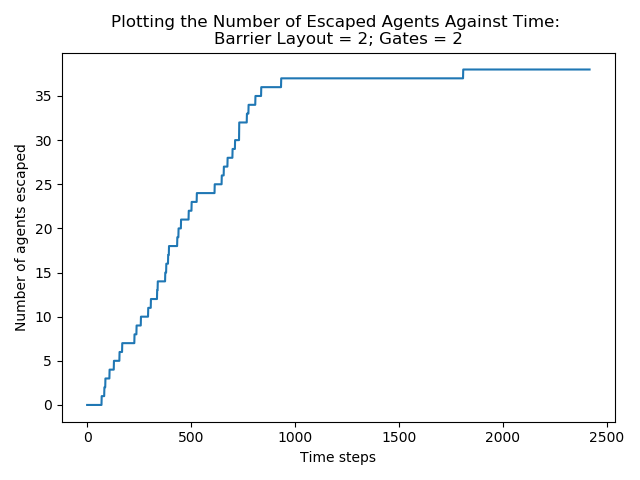 Plotting the Number of Escaped Agents Against Time:
Barrier Layout = 2; Gates = 2
Number of agents escaped
35
30
25
20
15
10
5
0
0 500 1000 1500 2000 2500
Time steps